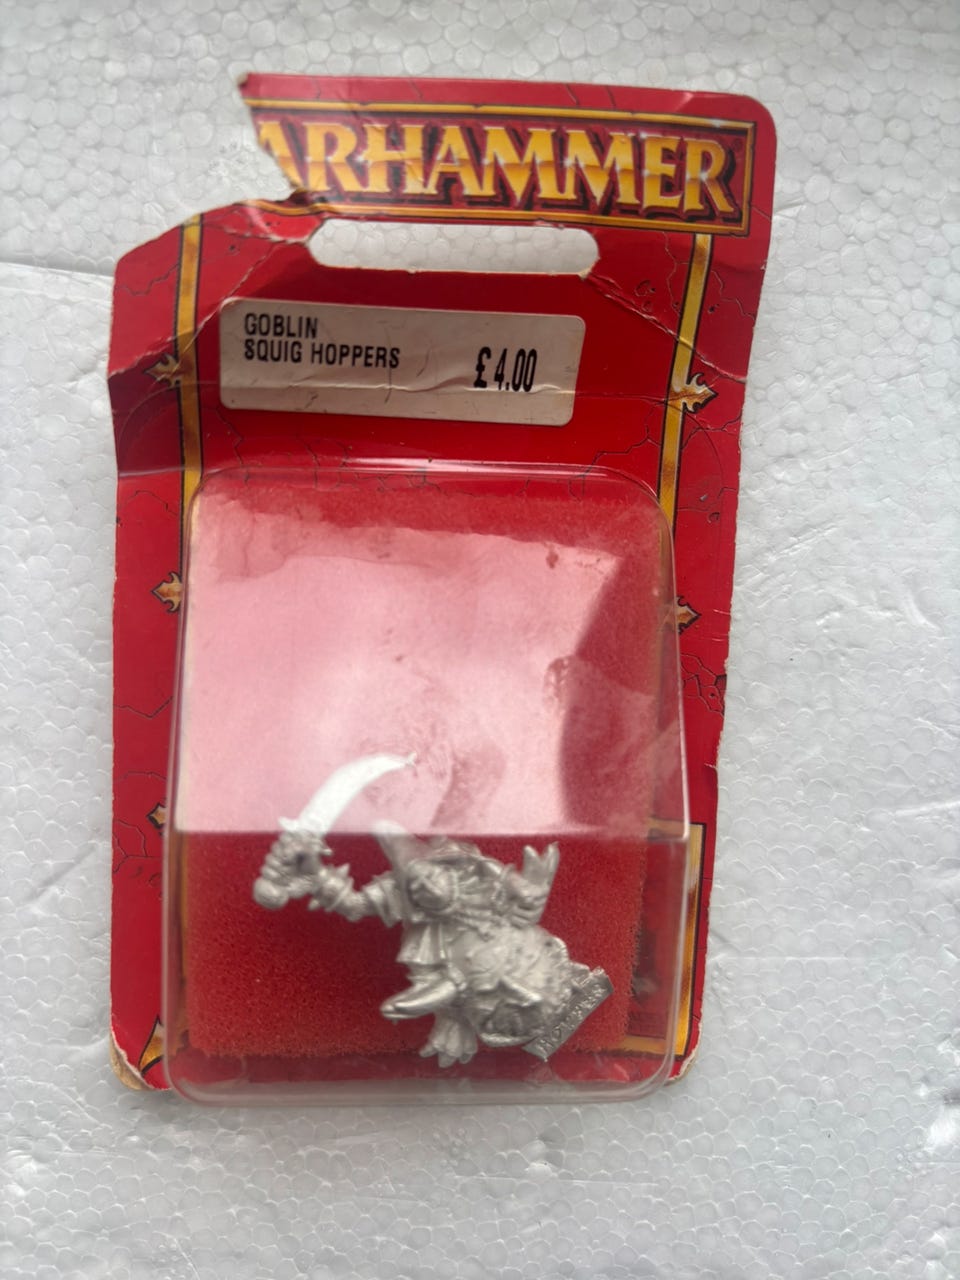 ARHAMMER
GOBLIN
SQUIG HOPPERS
£4.00